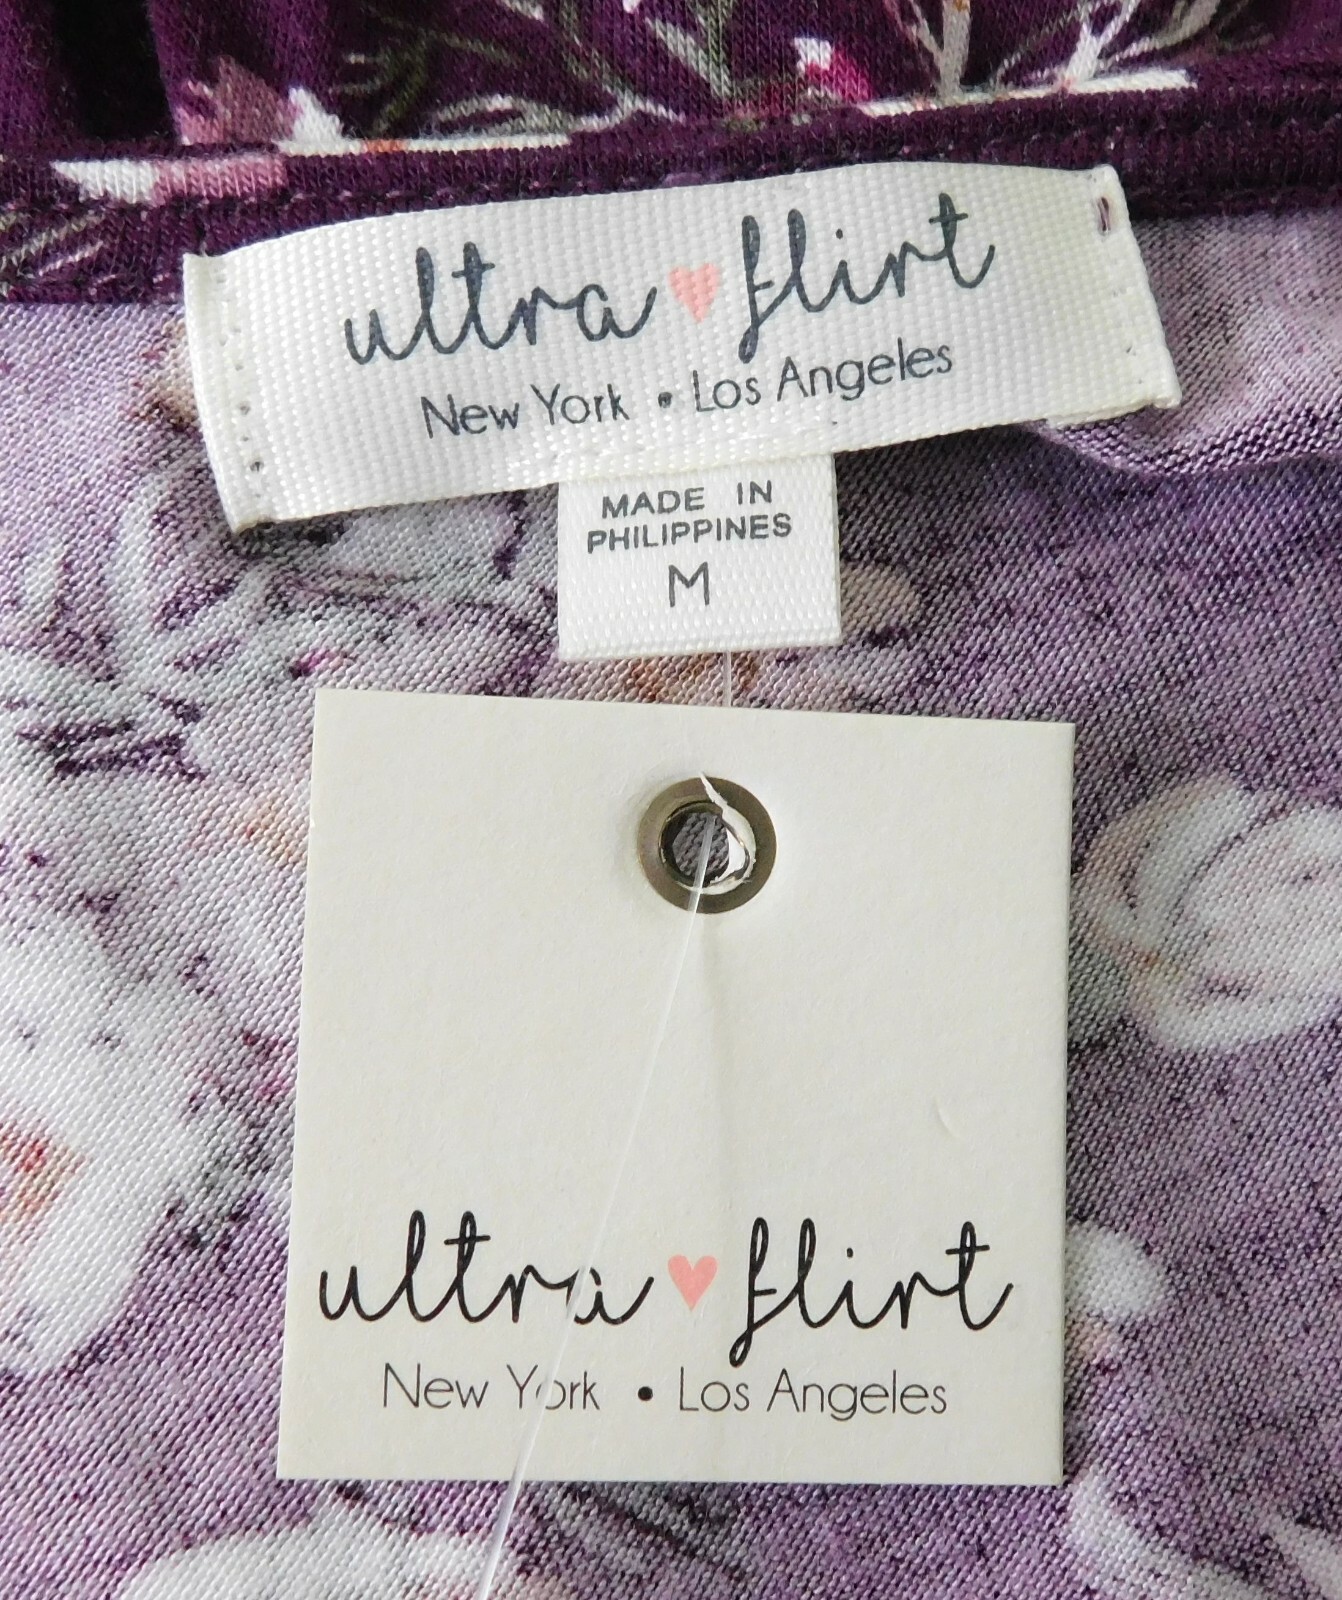 ultra flirt
New York • Los Angeles
MADE IN
PHILIPPINES
M
ultra flirt
New York • Los Angeles